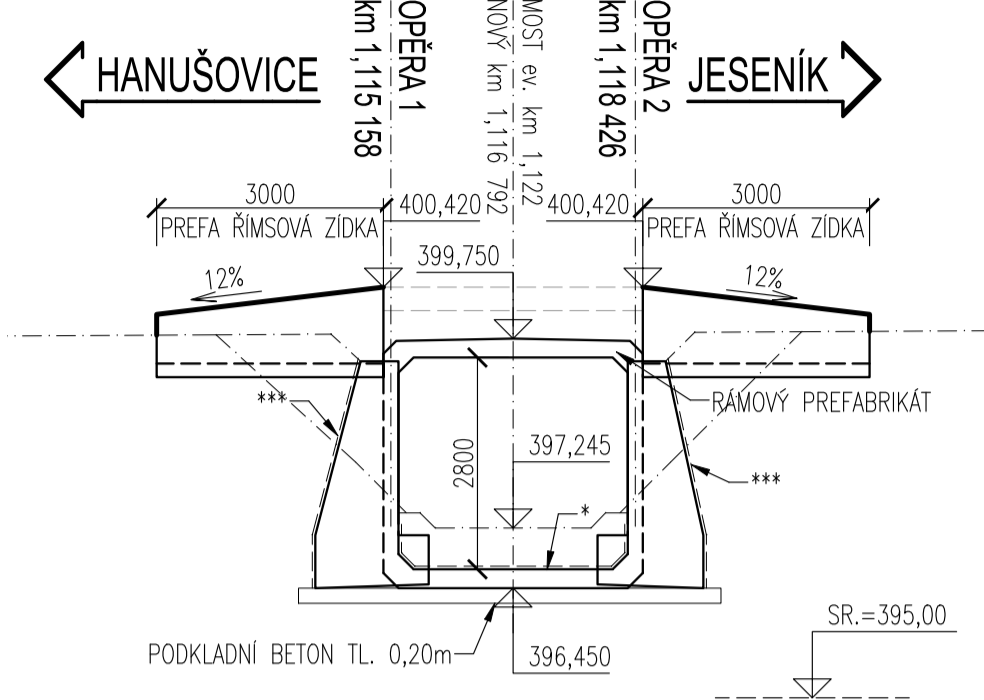 HANUŠOVICE
OPĚRA 1
km 1,115 158
MOST ev. km 1,122
NOVÝ km 1,116 792
OPĚRA 2
km 1,118 426
JESENÍK
3000
PREFA ŘÍMSOVÁ ZÍDKA
400,420
400,420
3000
PREFA ŘÍMSOVÁ ZÍDKA
399,750
12%
12%
***
RÁMOVÝ PREFABRIKÁT
2800
397,245
***
*
PODKLADNÍ BETON TL. 0,20m
396,450
SR.=395,00